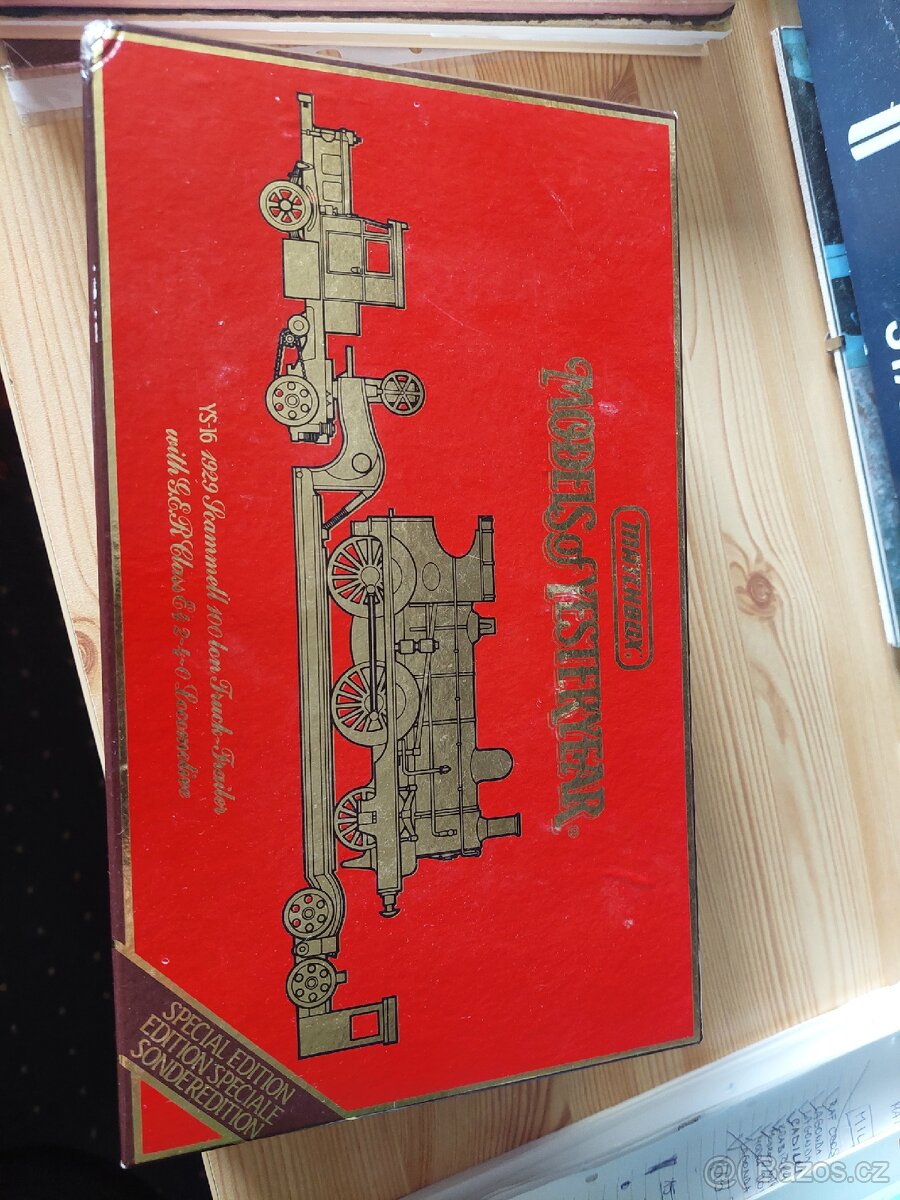 MATCHBOX
MODELS of YESTERYEAR®
YS-16 1929 Scammell 100 ton Truck-Trailer
with G.E.R Class E4 2-4-0 Locomotive
SPECIAL EDITION
EDITION SPECIALE
SONDEREDITION
MIL
Bazos.cz